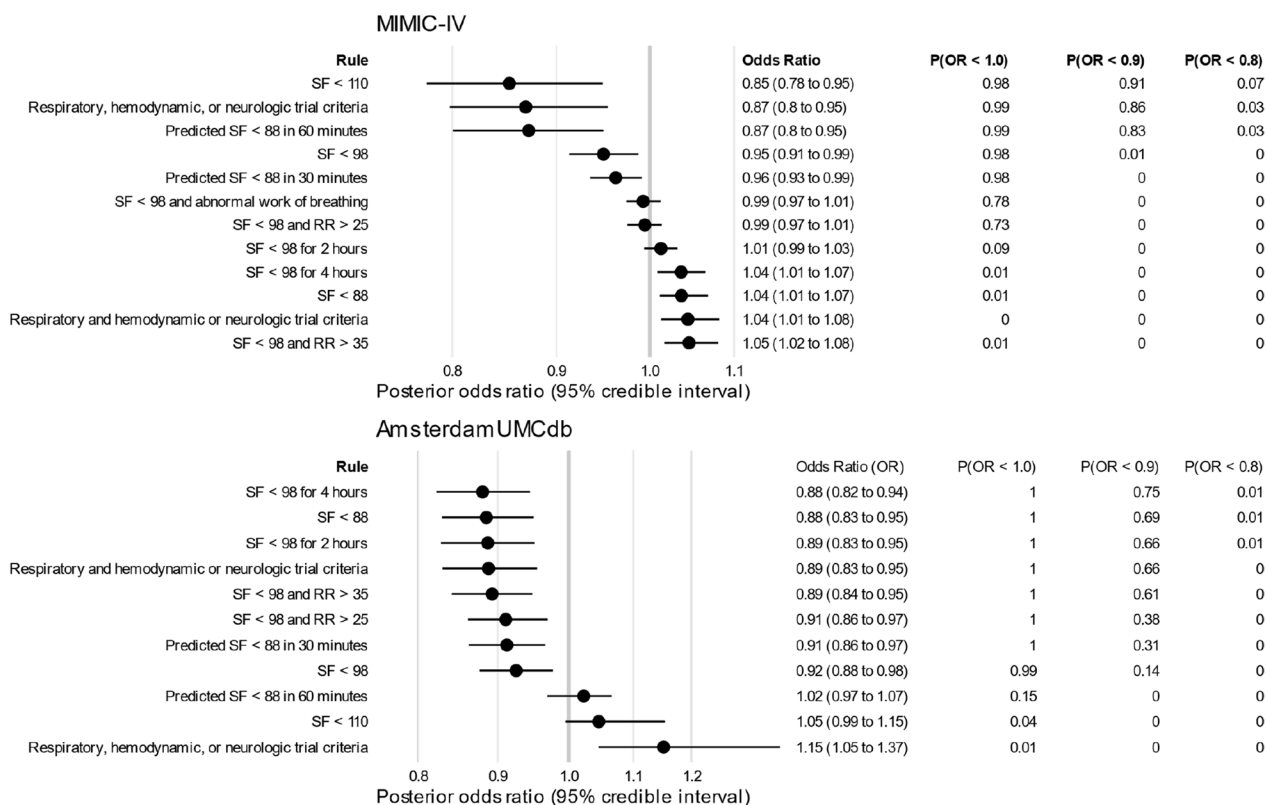 MIMIC-IV
Rule Odds Ratio P(OR < 1.0) P(OR < 0.9) P(OR < 0.8)
SF < 110 0.85 (0.78 to 0.95) 0.98 0.91 0.07
Respiratory, hemodynamic, or neurologic trial criteria 0.87 (0.8 to 0.95) 0.99 0.86 0.03
Predicted SF < 88 in 60 minutes 0.87 (0.8 to 0.95) 0.99 0.83 0.03
SF < 98 0.95 (0.91 to 0.99) 0.98 0.01 0
Predicted SF < 88 in 30 minutes 0.96 (0.93 to 0.99) 0.98 0 0
SF < 98 and abnormal work of breathing 0.99 (0.97 to 1.01) 0.78 0 0
SF < 98 and RR > 25 0.99 (0.97 to 1.01) 0.73 0 0
SF < 98 for 2 hours 1.01 (0.99 to 1.03) 0.09 0 0
SF < 98 for 4 hours 1.04 (1.01 to 1.07) 0.01 0 0
SF < 88 1.04 (1.01 to 1.07) 0.01 0 0
Respiratory and hemodynamic or neurologic trial criteria 1.04 (1.01 to 1.08) 0 0 0
SF < 98 and RR > 35 1.05 (1.02 to 1.08) 0.01 0 0
0.8 0.9 1.0 1.1
Posterior odds ratio (95% credible interval)
Amsterdam UMCdb
Rule Odds Ratio (OR) P(OR < 1.0) P(OR < 0.9) P(OR < 0.8)
SF < 98 for 4 hours 0.88 (0.82 to 0.94) 1 0.75 0.01
SF < 88 0.88 (0.83 to 0.95) 1 0.69 0.01
SF < 98 for 2 hours 0.89 (0.83 to 0.95) 1 0.66 0.01
Respiratory and hemodynamic or neurologic trial criteria 0.89 (0.83 to 0.95) 1 0.66 0
SF < 98 and RR > 35 0.89 (0.84 to 0.95) 1 0.61 0
SF < 98 and RR > 25 0.91 (0.86 to 0.97) 1 0.38 0
Predicted SF < 88 in 30 minutes 0.91 (0.86 to 0.97) 1 0.31 0
SF < 98 0.92 (0.88 to 0.98) 0.99 0.14 0
Predicted SF < 88 in 60 minutes 1.02 (0.97 to 1.07) 0.15 0 0
SF < 110 1.05 (0.99 to 1.15) 0.04 0 0
Respiratory, hemodynamic, or neurologic trial criteria 1.15 (1.05 to 1.37) 0.01 0 0
0.8 0.9 1.0 1.1 1.2
Posterior odds ratio (95% credible interval)